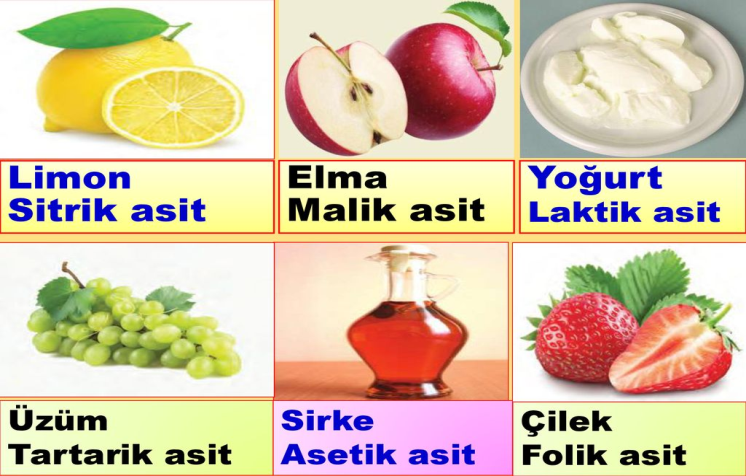 Limon
Sitrik asit
Elma
Malik asit
Yoğurt
Laktik asit
Üzüm
Tartarik asit
Sirke
Asetik asit
Çilek
Folik asit